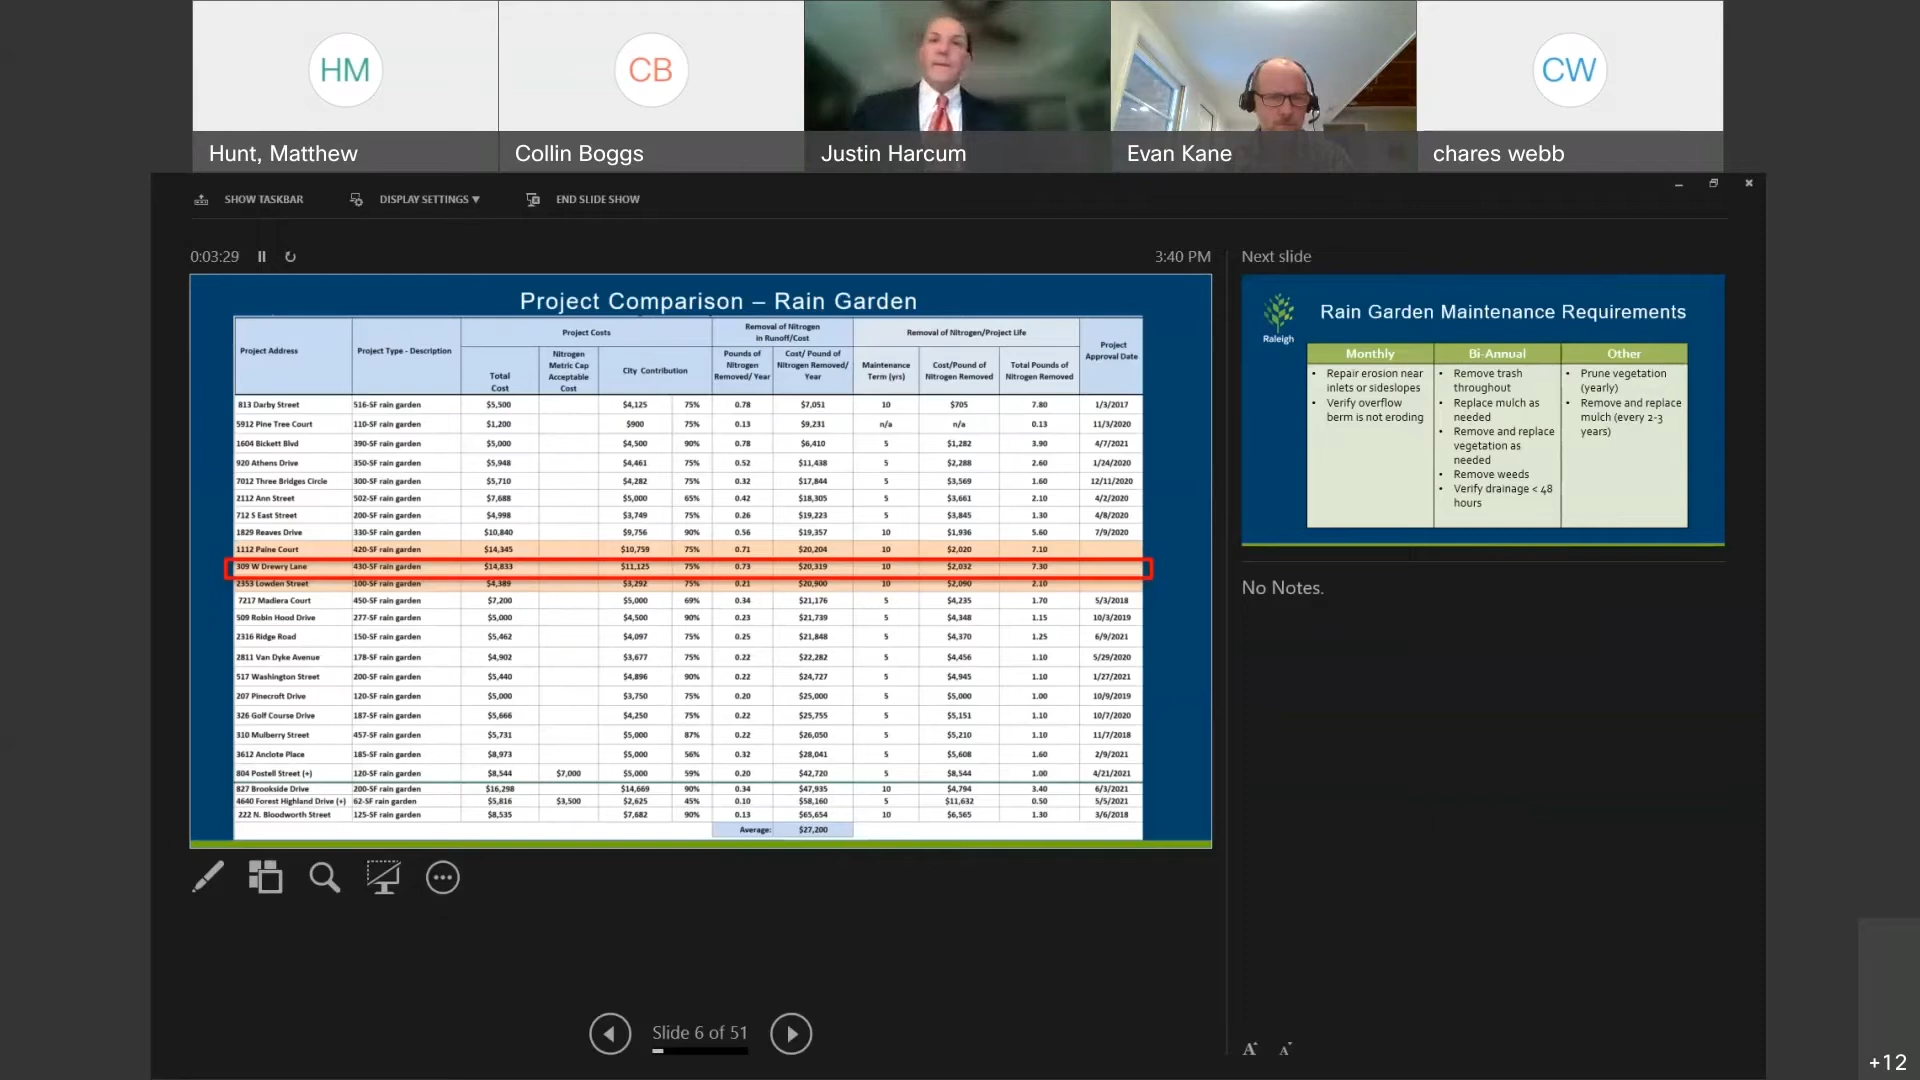 HM
CB
CW
Hunt, Matthew
Collin Boggs
Justin Harcum
Evan Kane
chares webb
SHOW TASKBAR
DISPLAY SETTINGS ▼
END SLIDE SHOW
0:03:29
3:40 PM
Next slide
Project Comparison – Rain Garden
Project Address Project Type - Description Project Costs Removal of Nitrogen in Runoff/Cost Removal of Nitrogen/Project Life Project Approval Date
Total Cost Nitrogen Metric Cap Acceptable Cost City Contribution Pounds of Nitrogen Removed/ Year Cost/ Pound of Nitrogen Removed/ Year Maintenance Term (yrs) Cost/Pound of Nitrogen Removed Total Pounds of Nitrogen Removed
813 Darby Street 516-SF rain garden $5,500 $4,125 75% 0.78 $7,051 10 $705 7.80 1/3/2017
5912 Pine Tree Court 110-SF rain garden $1,200 $900 75% 0.13 $9,231 n/a n/a 0.13 11/3/2020
1604 Bickett Blvd 390-SF rain garden $5,000 $4,500 90% 0.78 $6,410 5 $1,282 3.90 4/7/2021
920 Athens Drive 350-SF rain garden $5,948 $4,461 75% 0.52 $11,438 5 $2,288 2.60 1/24/2020
7012 Three Bridges Circle 300-SF rain garden $5,710 $4,282 75% 0.32 $17,844 5 $3,569 1.60 12/11/2020
2112 Ann Street 502-SF rain garden $7,688 $5,000 65% 0.42 $18,305 5 $3,661 2.10 4/2/2020
712 S East Street 200-SF rain garden $4,998 $3,749 75% 0.26 $19,223 5 $3,845 1.30 4/8/2020
1829 Reaves Drive 330-SF rain garden $10,840 $9,756 90% 0.56 $19,357 10 $1,936 5.60 7/9/2020
1112 Paine Court 420-SF rain garden $14,345 $10,759 75% 0.71 $20,204 10 $2,020 7.10
309 W Drewry Lane 430-SF rain garden $14,833 $11,125 75% 0.73 $20,319 10 $2,032 7.30
2353 Lowden Street 100-SF rain garden $4,389 $3,292 75% 0.21 $20,900 10 $2,090 2.10
7217 Madiera Court 450-SF rain garden $7,200 $5,000 69% 0.34 $21,176 5 $4,235 1.70 5/3/2018
509 Robin Hood Drive 277-SF rain garden $5,000 $4,500 90% 0.23 $21,739 5 $4,348 1.15 10/3/2019
2316 Ridge Road 150-SF rain garden $5,462 $4,097 75% 0.25 $21,848 5 $4,370 1.25 6/9/2021
2811 Van Dyke Avenue 178-SF rain garden $4,902 $3,677 75% 0.22 $22,282 5 $4,456 1.10 5/29/2020
517 Washington Street 200-SF rain garden $5,440 $4,896 90% 0.22 $24,727 5 $4,945 1.10 1/27/2021
207 Pinecroft Drive 120-SF rain garden $5,000 $3,750 75% 0.20 $25,000 5 $5,000 1.00 10/9/2019
326 Golf Course Drive 187-SF rain garden $5,666 $4,250 75% 0.22 $25,755 5 $5,151 1.10 10/7/2020
310 Mulberry Street 457-SF rain garden $5,731 $5,000 87% 0.22 $26,050 5 $5,210 1.10 11/7/2018
3612 Anclote Place 185-SF rain garden $8,973 $5,000 56% 0.32 $28,041 5 $5,608 1.60 2/9/2021
804 Postell Street (+) 120-SF rain garden $8,544 $7,000 $5,000 59% 0.20 $42,720 5 $8,544 1.00 4/21/2021
827 Brookside Drive 200-SF rain garden $16,298 $14,669 90% 0.34 $47,935 10 $4,794 3.40 6/3/2021
4640 Forest Highland Drive (+) 62-SF rain garden $5,816 $3,500 $2,625 45% 0.10 $58,160 5 $11,632 0.50 5/5/2021
222 N. Bloodworth Street 125-SF rain garden $8,535 $7,682 90% 0.13 $65,654 10 $6,565 1.30 3/6/2018
Average: $27,200
Raleigh
Rain Garden Maintenance Requirements
Monthly
• Repair erosion near
inlets or sideslopes
• Verify overflow
berm is not eroding
Bi-Annual
• Remove trash
throughout
• Replace mulch as
needed
• Remove and replace
vegetation as
needed
• Remove weeds
• Verify drainage < 48
hours
Other
• Prune vegetation
(yearly)
• Remove and replace
mulch (every 2-3
years)
No Notes.
Slide 6 of 51
A A
+12